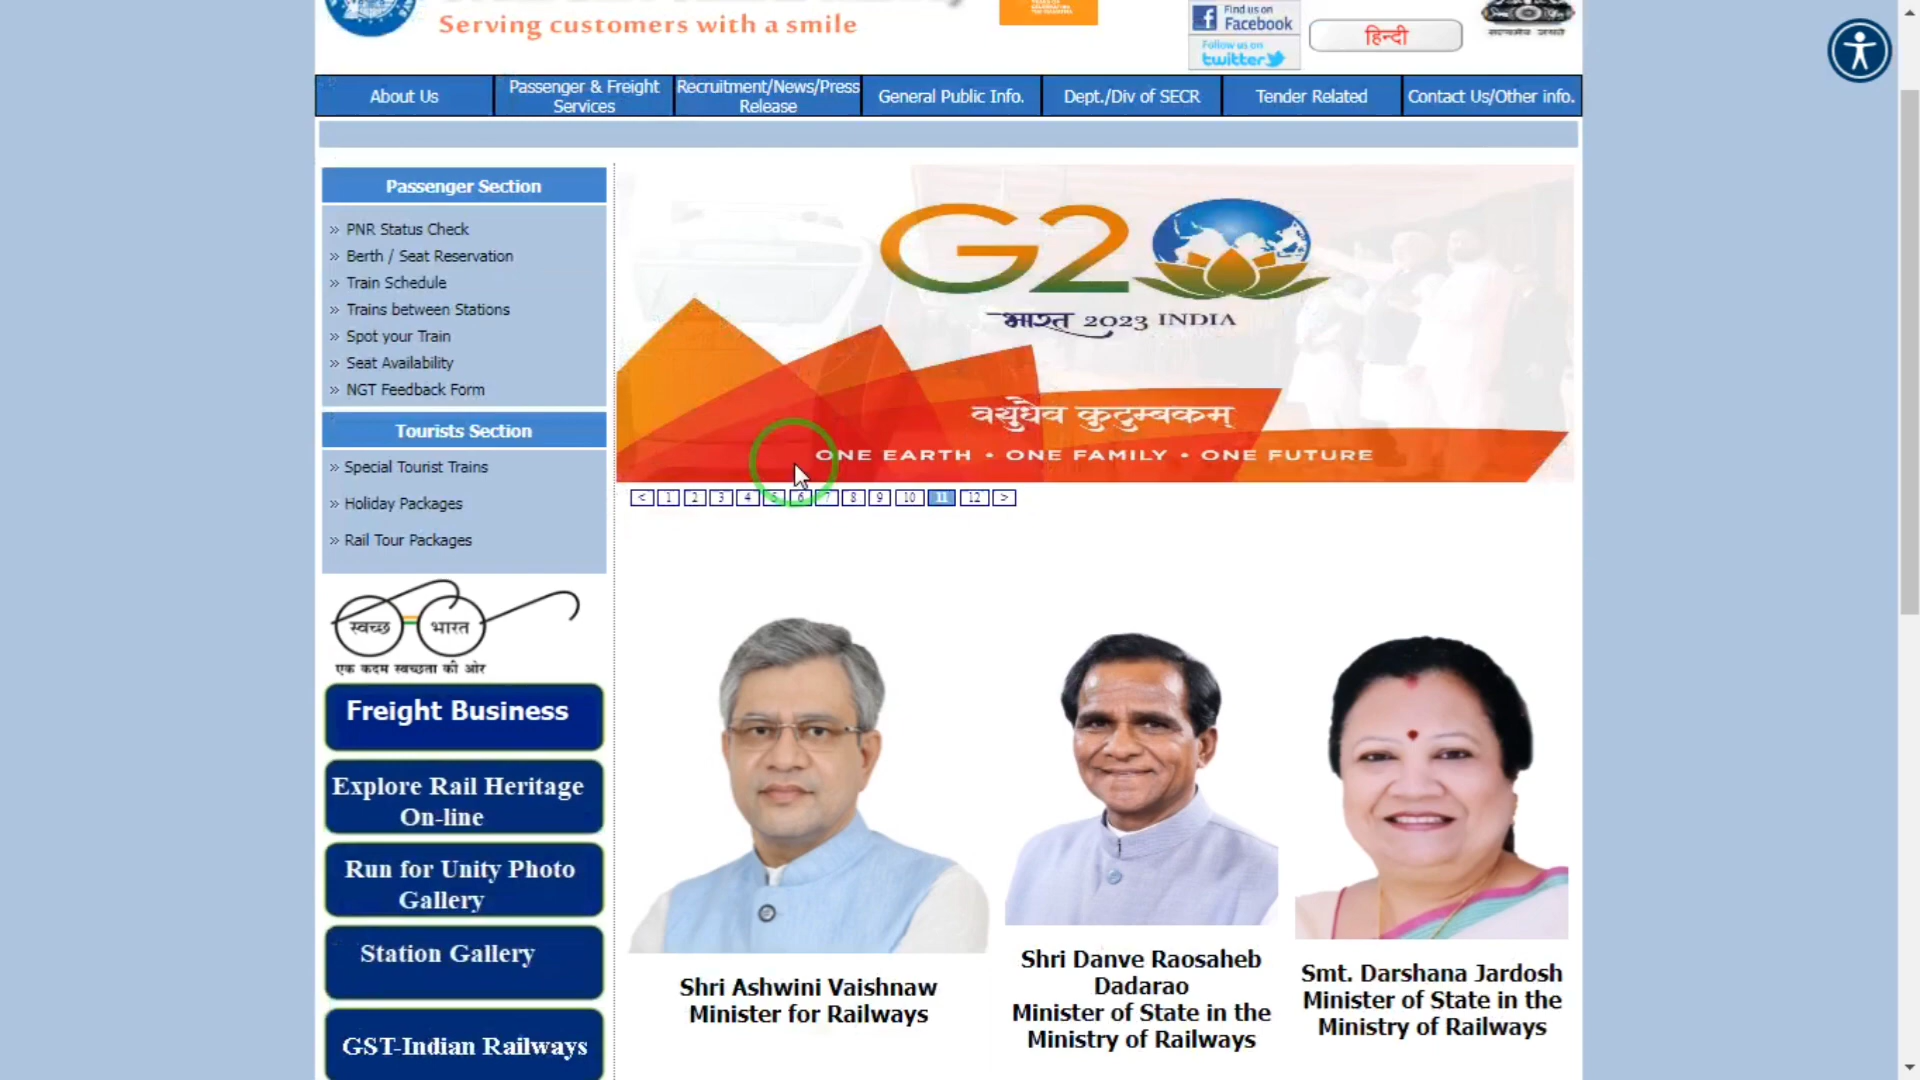 Serving customers with a smile
Find us on
Facebook
Follow us on
twitter
हिन्दी
सत्यमेव जयते
About Us
Passenger & Freight
Services
Recruitment/News/Press
Release
General Public Info.
Dept./Div of SECR
Tender Related
Contact Us/Other info.
Passenger Section
» PNR Status Check
» Berth / Seat Reservation
» Train Schedule
» Trains between Stations
» Spot your Train
» Seat Availability
» NGT Feedback Form
Tourists Section
» Special Tourist Trains
» Holiday Packages
» Rail Tour Packages
स्वच्छ भारत
एक कदम स्वच्छता की ओर
Freight Business
Explore Rail Heritage
On-line
Run for Unity Photo
Gallery
Station Gallery
GST-Indian Railways
G20
भारत 2023 INDIA
वसुधैव कुटुम्बकम्
ONE EARTH • ONE FAMILY • ONE FUTURE
< 1 2 3 4 5 6 7 8 9 10 11 12 >
Shri Ashwini Vaishnaw
Minister for Railways
Shri Danve Raosaheb
Dadarao
Minister of State in the
Ministry of Railways
Smt. Darshana Jardosh
Minister of State in the
Ministry of Railways